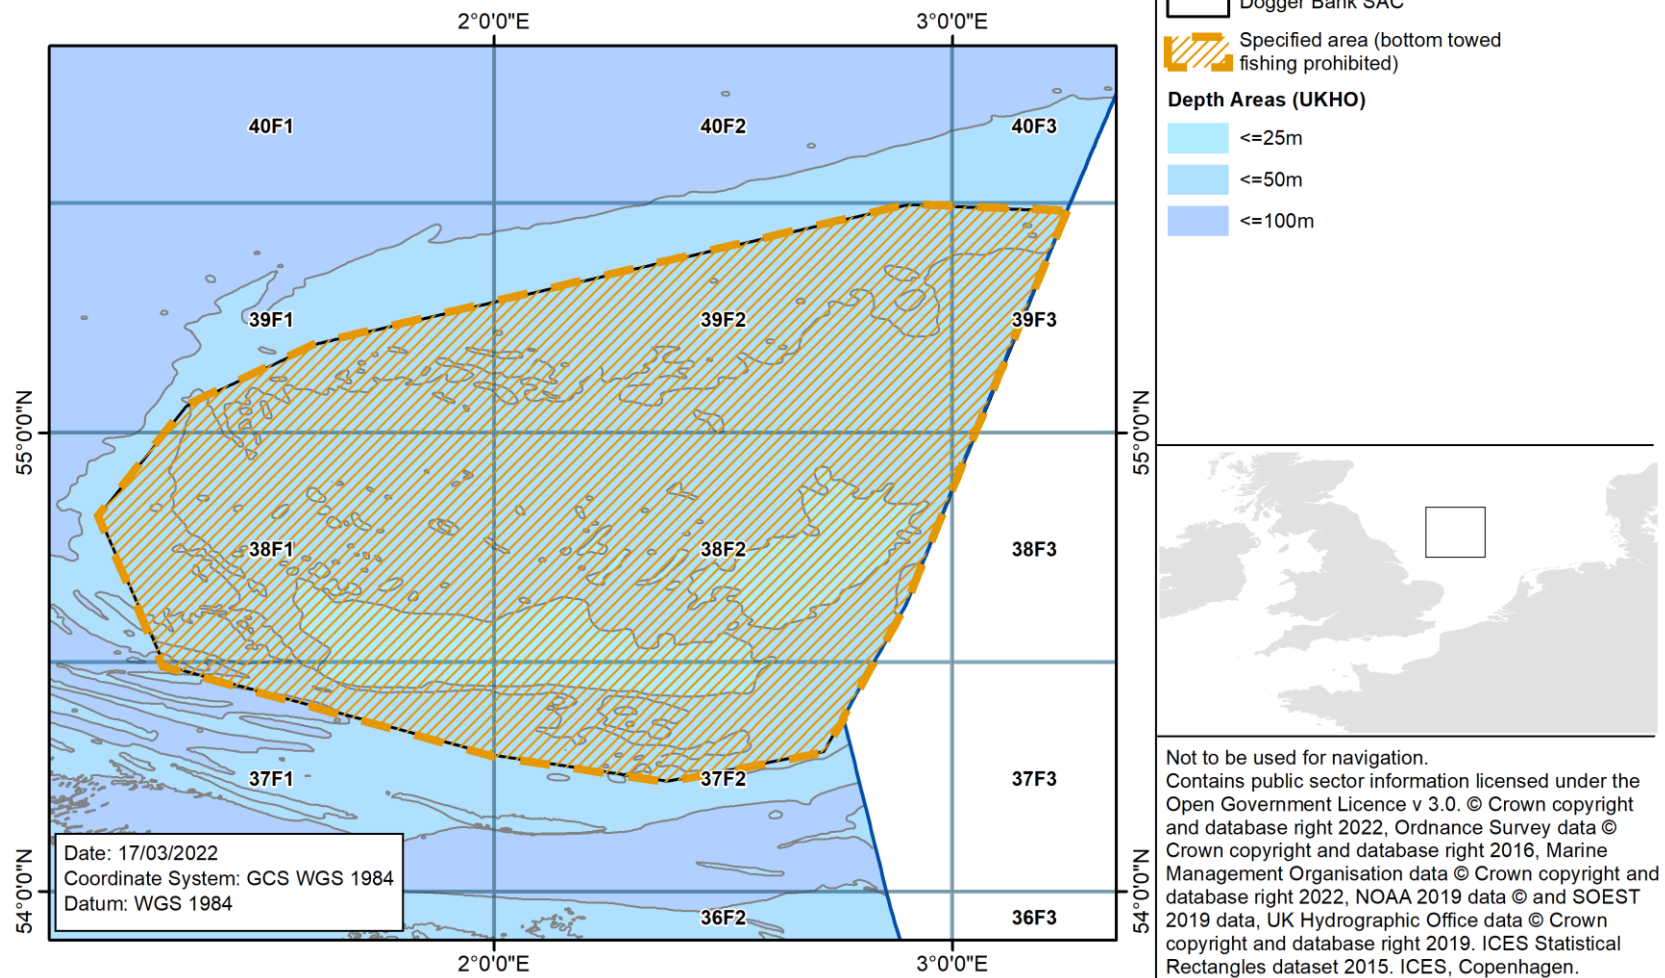 2°0'0"E
3°0'0"E
Dogger Bank SAC
Specified area (bottom towed
fishing prohibited)
Depth Areas (UKHO)
<=25m
<=50m
<=100m
40F1
40F2
40F3
39F1
39F2
39F3
55°0'0"N
55°0'0"N
38F1
38F2
38F3
37F1
37F2
37F3
54°0'0"N
54°0'0"N
36F2
36F3
Date: 17/03/2022
Coordinate System: GCS WGS 1984
Datum: WGS 1984
2°0'0"E
3°0'0"E
Not to be used for navigation.
Contains public sector information licensed under the
Open Government Licence v 3.0. © Crown copyright
and database right 2022, Ordnance Survey data ©
Crown copyright and database right 2016, Marine
Management Organisation data © Crown copyright and
database right 2022, NOAA 2019 data © and SOEST
2019 data, UK Hydrographic Office data © Crown
copyright and database right 2019. ICES Statistical
Rectangles dataset 2015. ICES, Copenhagen.